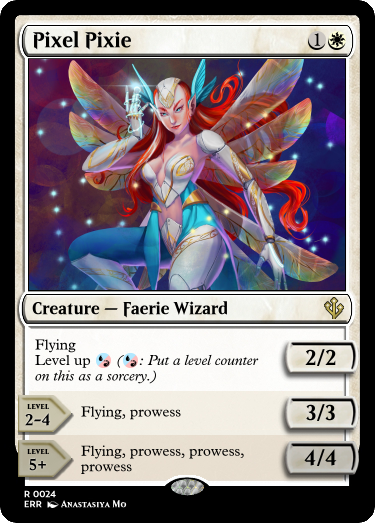 Pixel Pixie 1
Creature — Faerie Wizard
Flying
Level up (: Put a level counter
on this as a sorcery.)
2/2
LEVEL
2-4
Flying, prowess
3/3
LEVEL
5+
Flying, prowess, prowess,
prowess
4/4
R 0024
ERR Anastasiya Mo